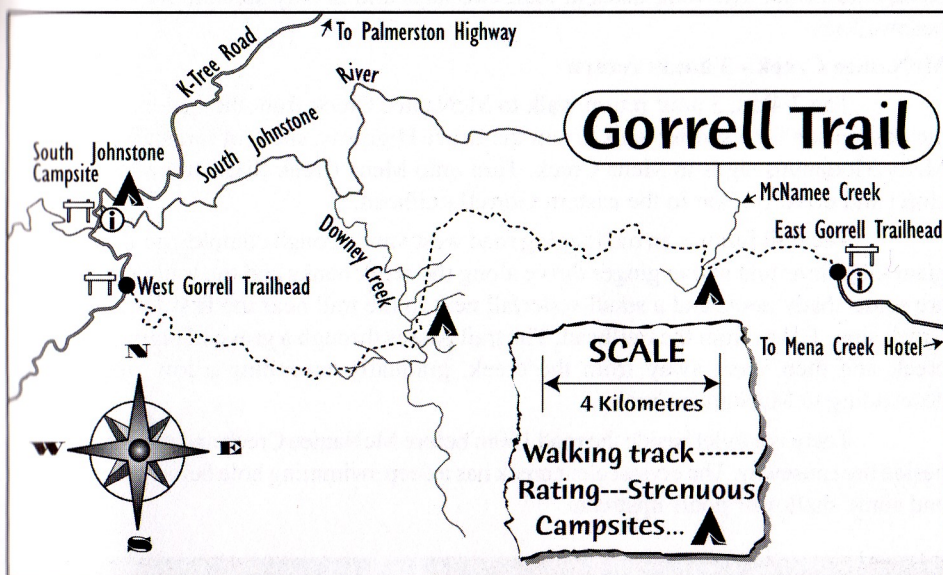 To Palmerston Highway
K-Tree Road
River
Gorrell Trail
South Johnstone
Campsite
South Johnstone
McNamee Creek
East Gorrell Trailhead
i
i
Downey Creek
West Gorrell Trailhead
To Mena Creek Hotel
N
W
E
S
SCALE
4 Kilometres
Walking track
Rating---Strenuous
Campsites...